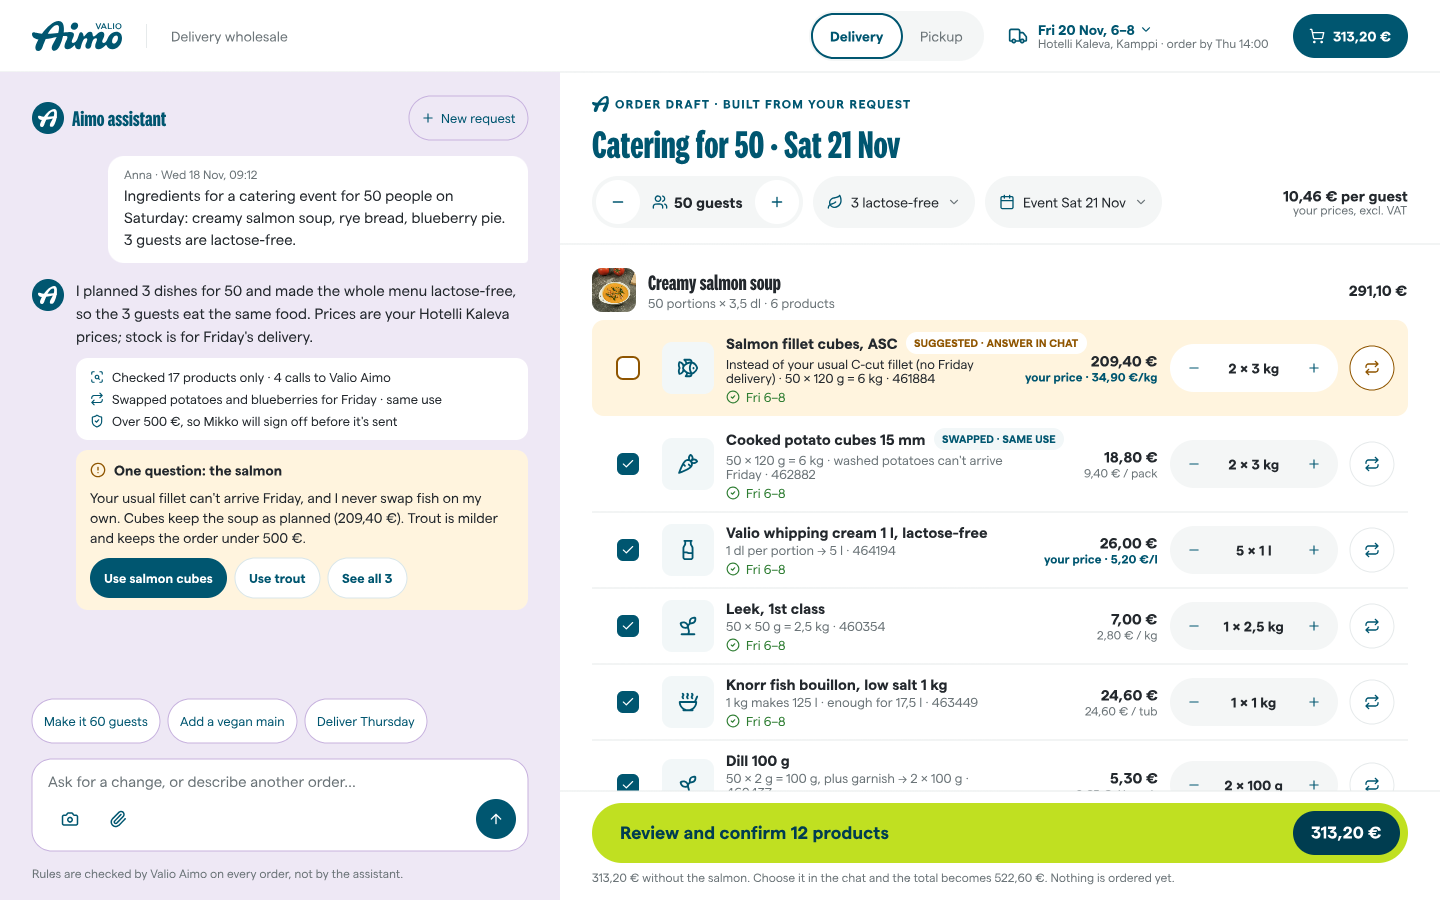 VALIO
Aimo
Delivery wholesale
Delivery
Pickup
Fri 20 Nov, 6–8
Hotelli Kaleva, Kamppi · order by Thu 14:00
313,20 €
Aimo assistant
+ New request
Anna · Wed 18 Nov, 09:12
Ingredients for a catering event for 50 people on
Saturday: creamy salmon soup, rye bread, blueberry pie.
3 guests are lactose-free.
I planned 3 dishes for 50 and made the whole menu lactose-free,
so the 3 guests eat the same food. Prices are your Hotelli Kaleva
prices; stock is for Friday's delivery.
Checked 17 products only · 4 calls to Valio Aimo
Swapped potatoes and blueberries for Friday · same use
Over 500 €, so Mikko will sign off before it's sent
One question: the salmon
Your usual fillet can't arrive Friday, and I never swap fish on my
own. Cubes keep the soup as planned (209,40 €). Trout is milder
and keeps the order under 500 €.
Use salmon cubes
Use trout
See all 3
Make it 60 guests
Add a vegan main
Deliver Thursday
Ask for a change, or describe another order...
Rules are checked by Valio Aimo on every order, not by the assistant.
ORDER DRAFT · BUILT FROM YOUR REQUEST
Catering for 50 · Sat 21 Nov
− 50 guests +
3 lactose-free
Event Sat 21 Nov
10,46 € per guest
your prices, excl. VAT
Creamy salmon soup
50 portions × 3,5 dl · 6 products
291,10 €
Salmon fillet cubes, ASC
SUGGESTED · ANSWER IN CHAT
Instead of your usual C-cut fillet (no Friday
delivery) · 50 × 120 g = 6 kg · 461884
Fri 6–8
209,40 €
your price · 34,90 €/kg
− 2 × 3 kg +
Cooked potato cubes 15 mm
SWAPPED · SAME USE
50 × 120 g = 6 kg · washed potatoes can't arrive
Friday · 462882
Fri 6–8
18,80 €
9,40 € / pack
− 2 × 3 kg +
Valio whipping cream 1 l, lactose-free
1 dl per portion → 5 l · 464194
Fri 6–8
26,00 €
your price · 5,20 €/l
− 5 × 1 l +
Leek, 1st class
50 × 50 g = 2,5 kg · 460354
Fri 6–8
7,00 €
2,80 € / kg
− 1 × 2,5 kg +
Knorr fish bouillon, low salt 1 kg
1 kg makes 125 l · enough for 17,5 l · 463449
Fri 6–8
24,60 €
24,60 € / tub
− 1 × 1 kg +
Dill 100 g
50 × 2 g = 100 g, plus garnish → 2 × 100 g ·
5,30 €
− 2 × 100 g +
Review and confirm 12 products
313,20 €
313,20 € without the salmon. Choose it in the chat and the total becomes 522,60 €. Nothing is ordered yet.